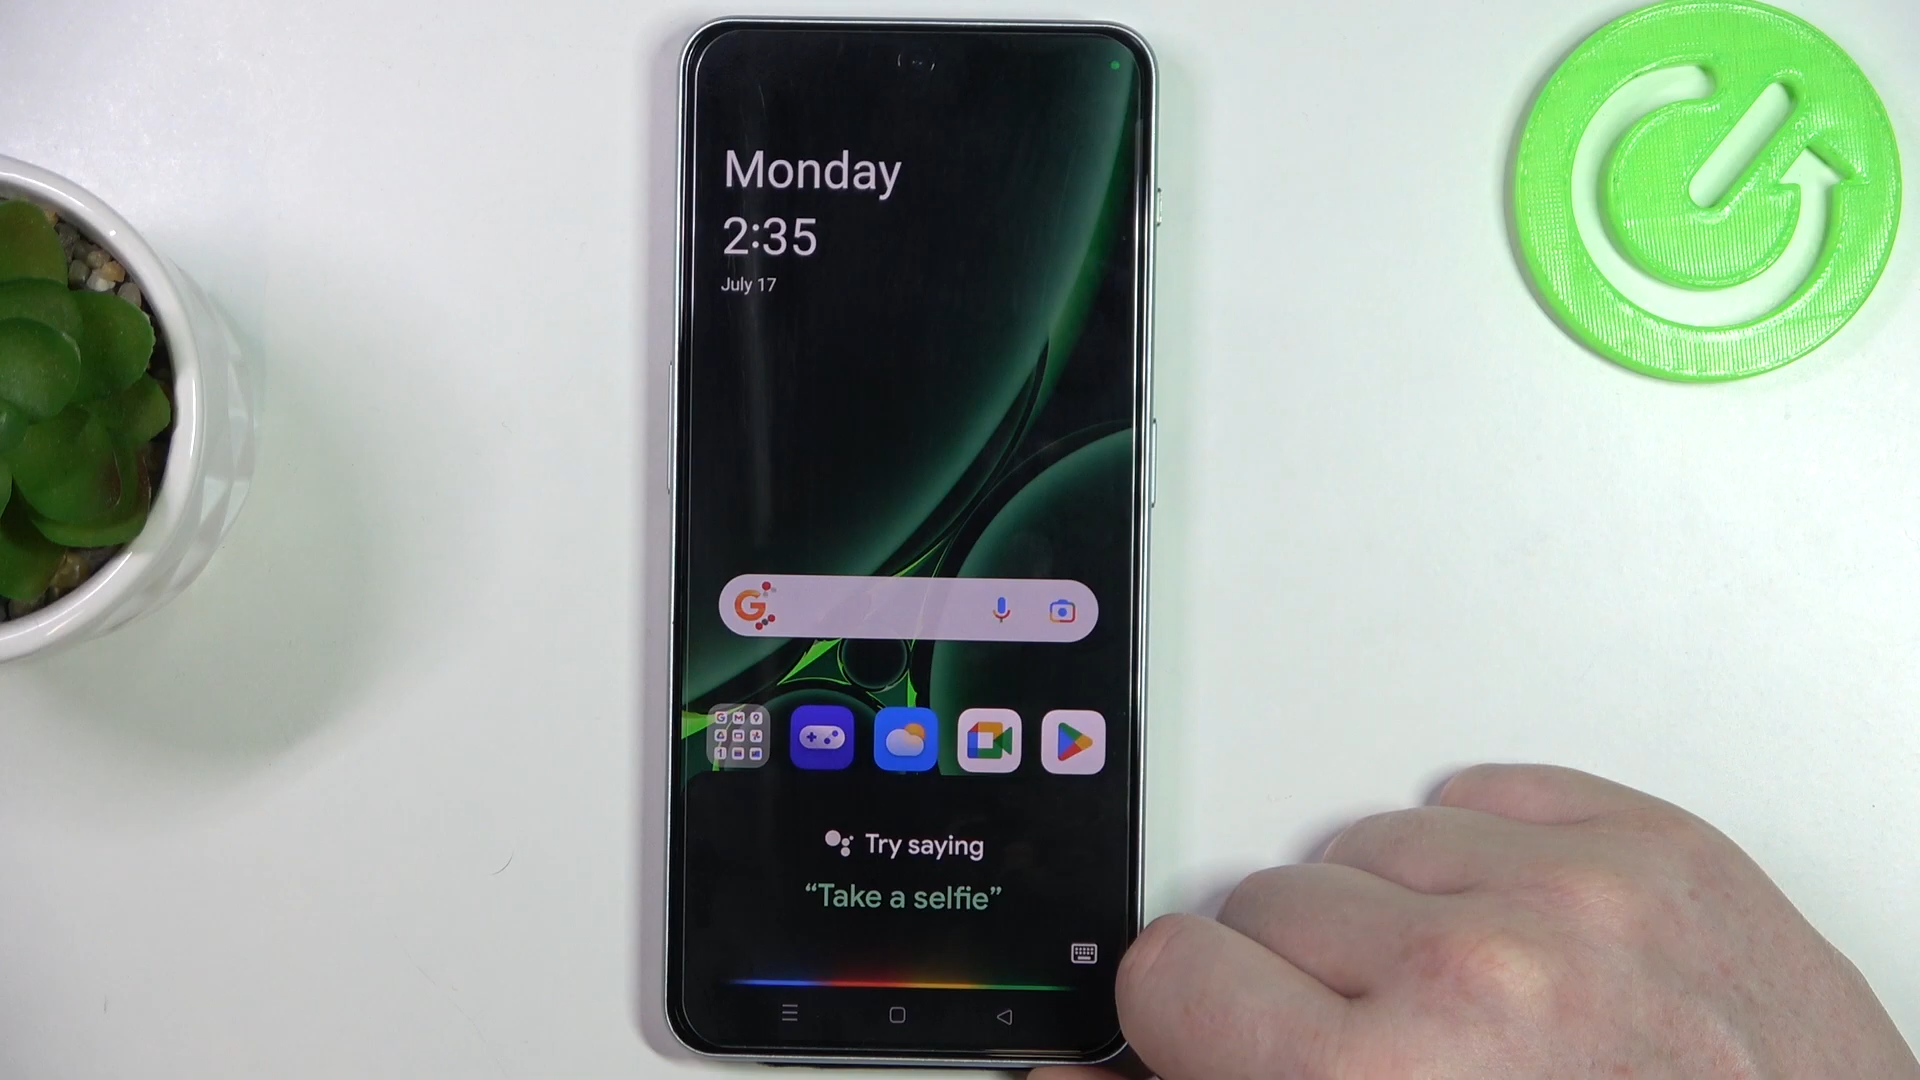 Monday
2:35
July 17
G
Try saying
“Take a selfie”